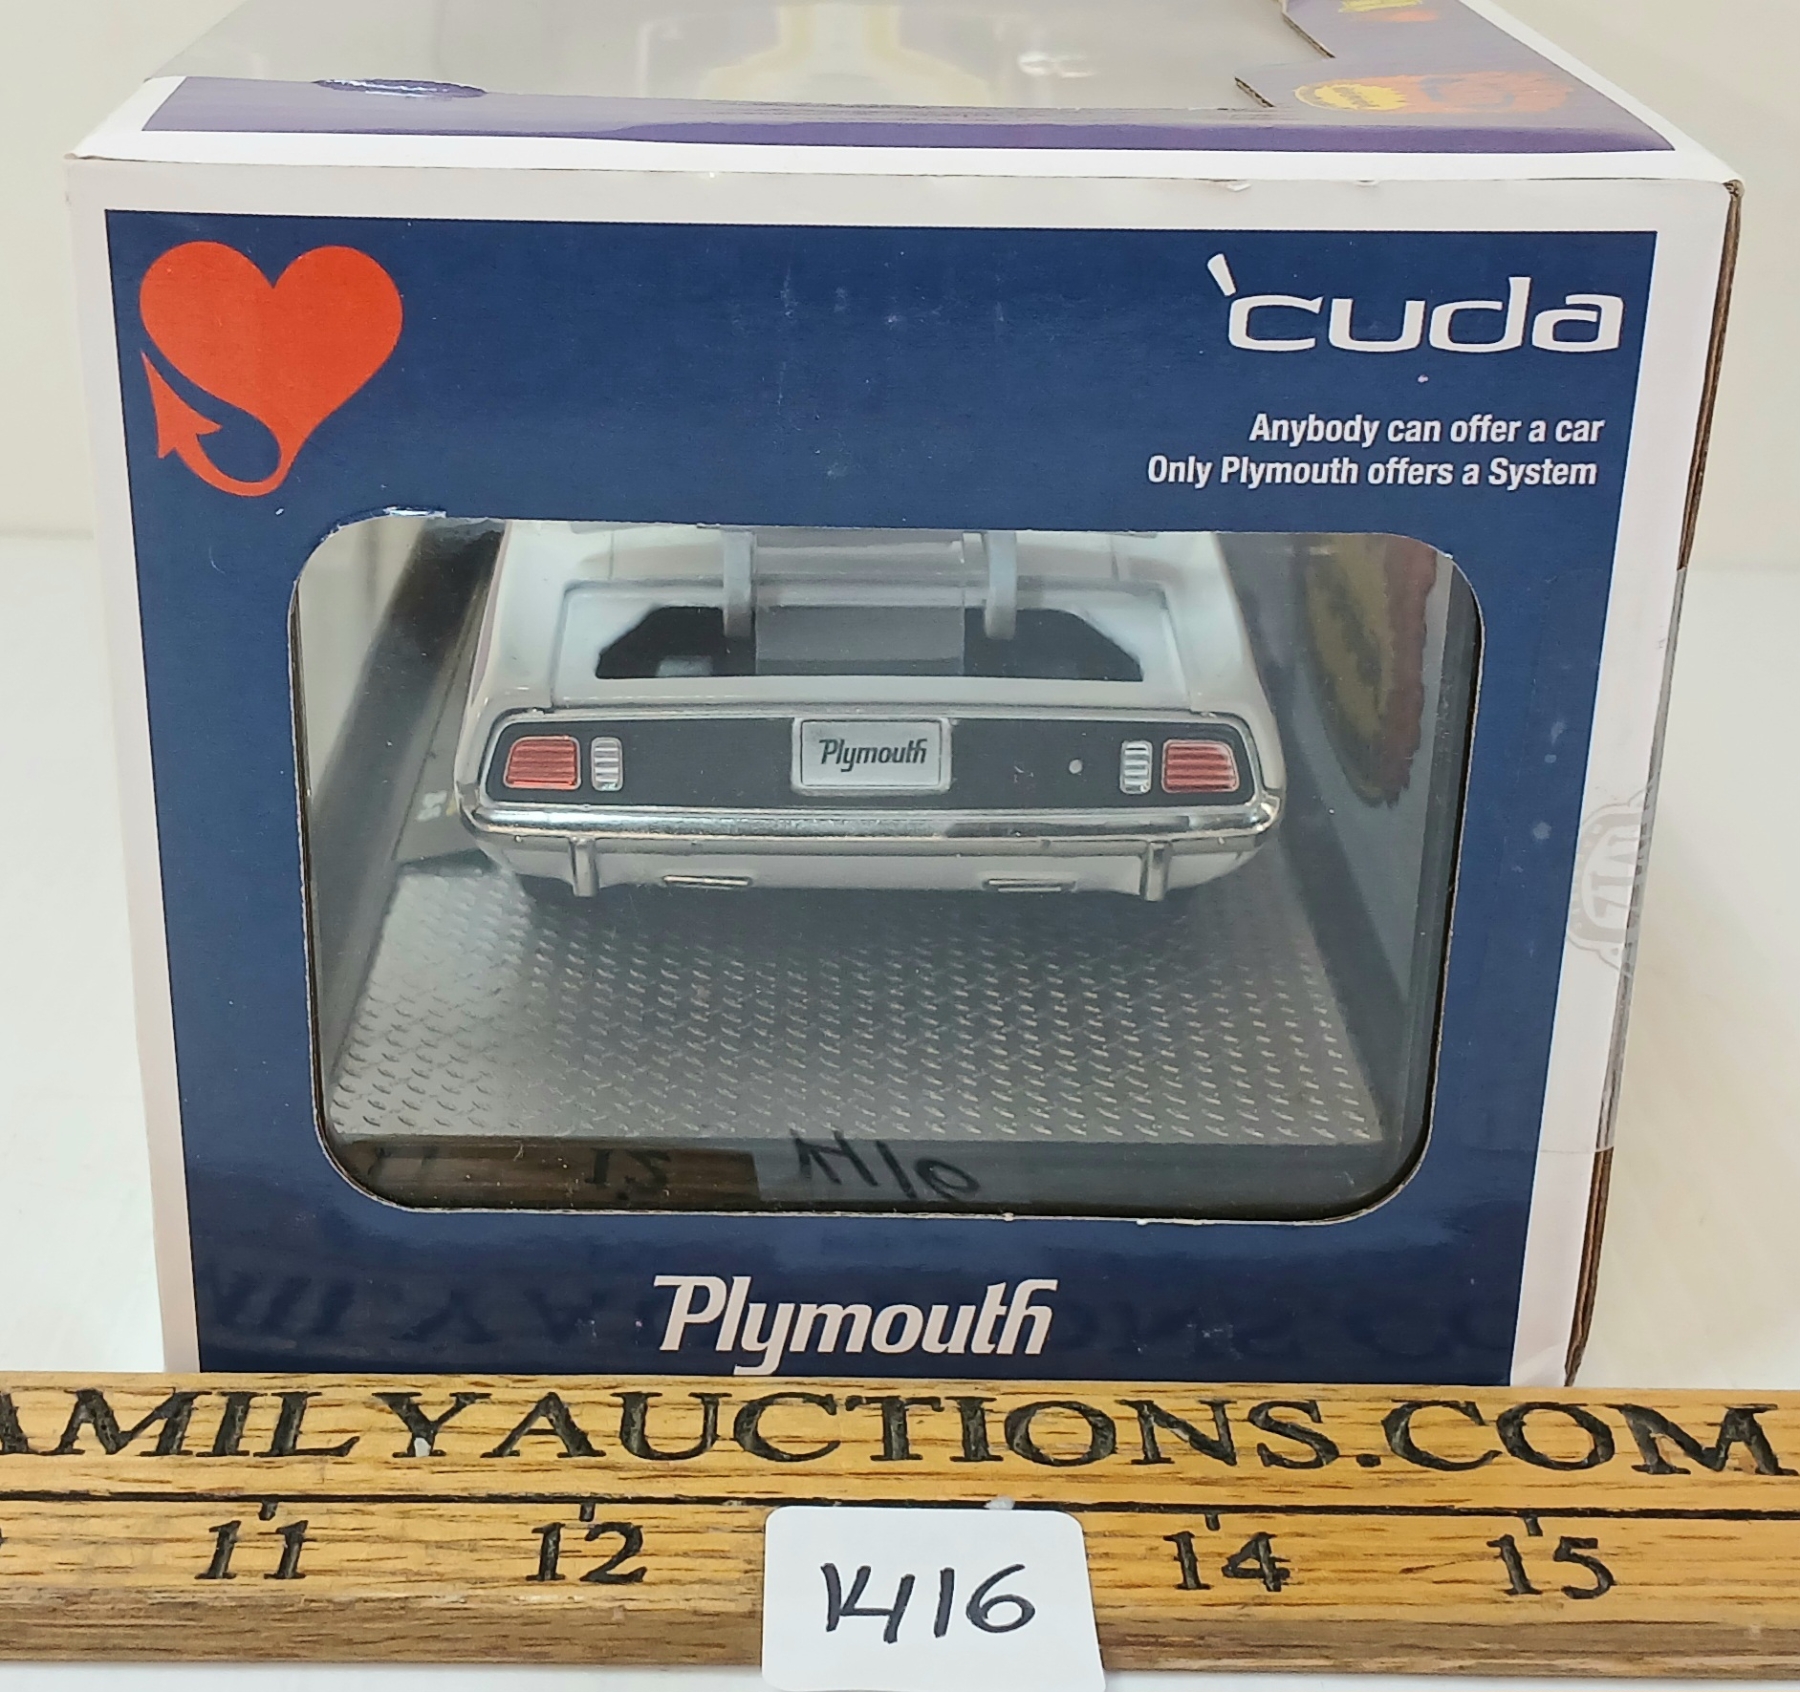 'cuda
Anybody can offer a car
Only Plymouth offers a System
Plymouth
Plymouth
AMILYAUCTIONS.COM
11 12 14 15
1416